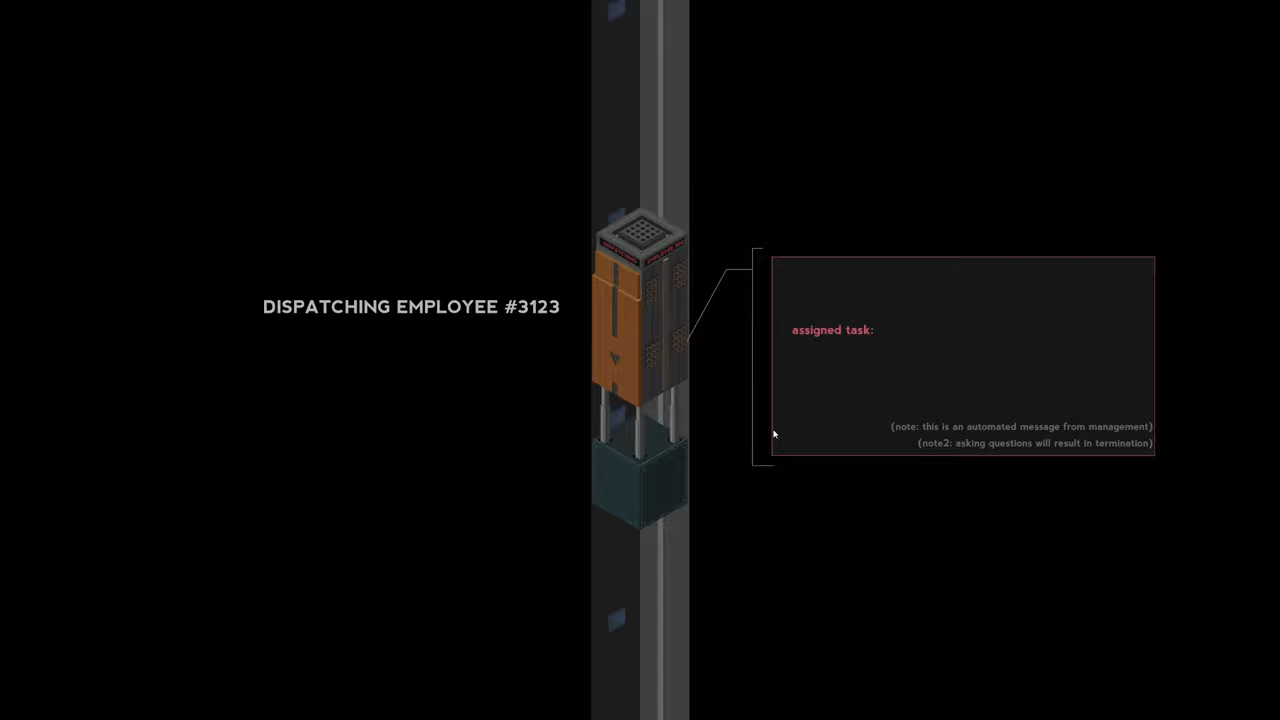 DISPATCHING
DISPATCHING EMPLOYEE #3123
assigned task:
(note: this is an automated message from management)
(note2: asking questions will result in termination)